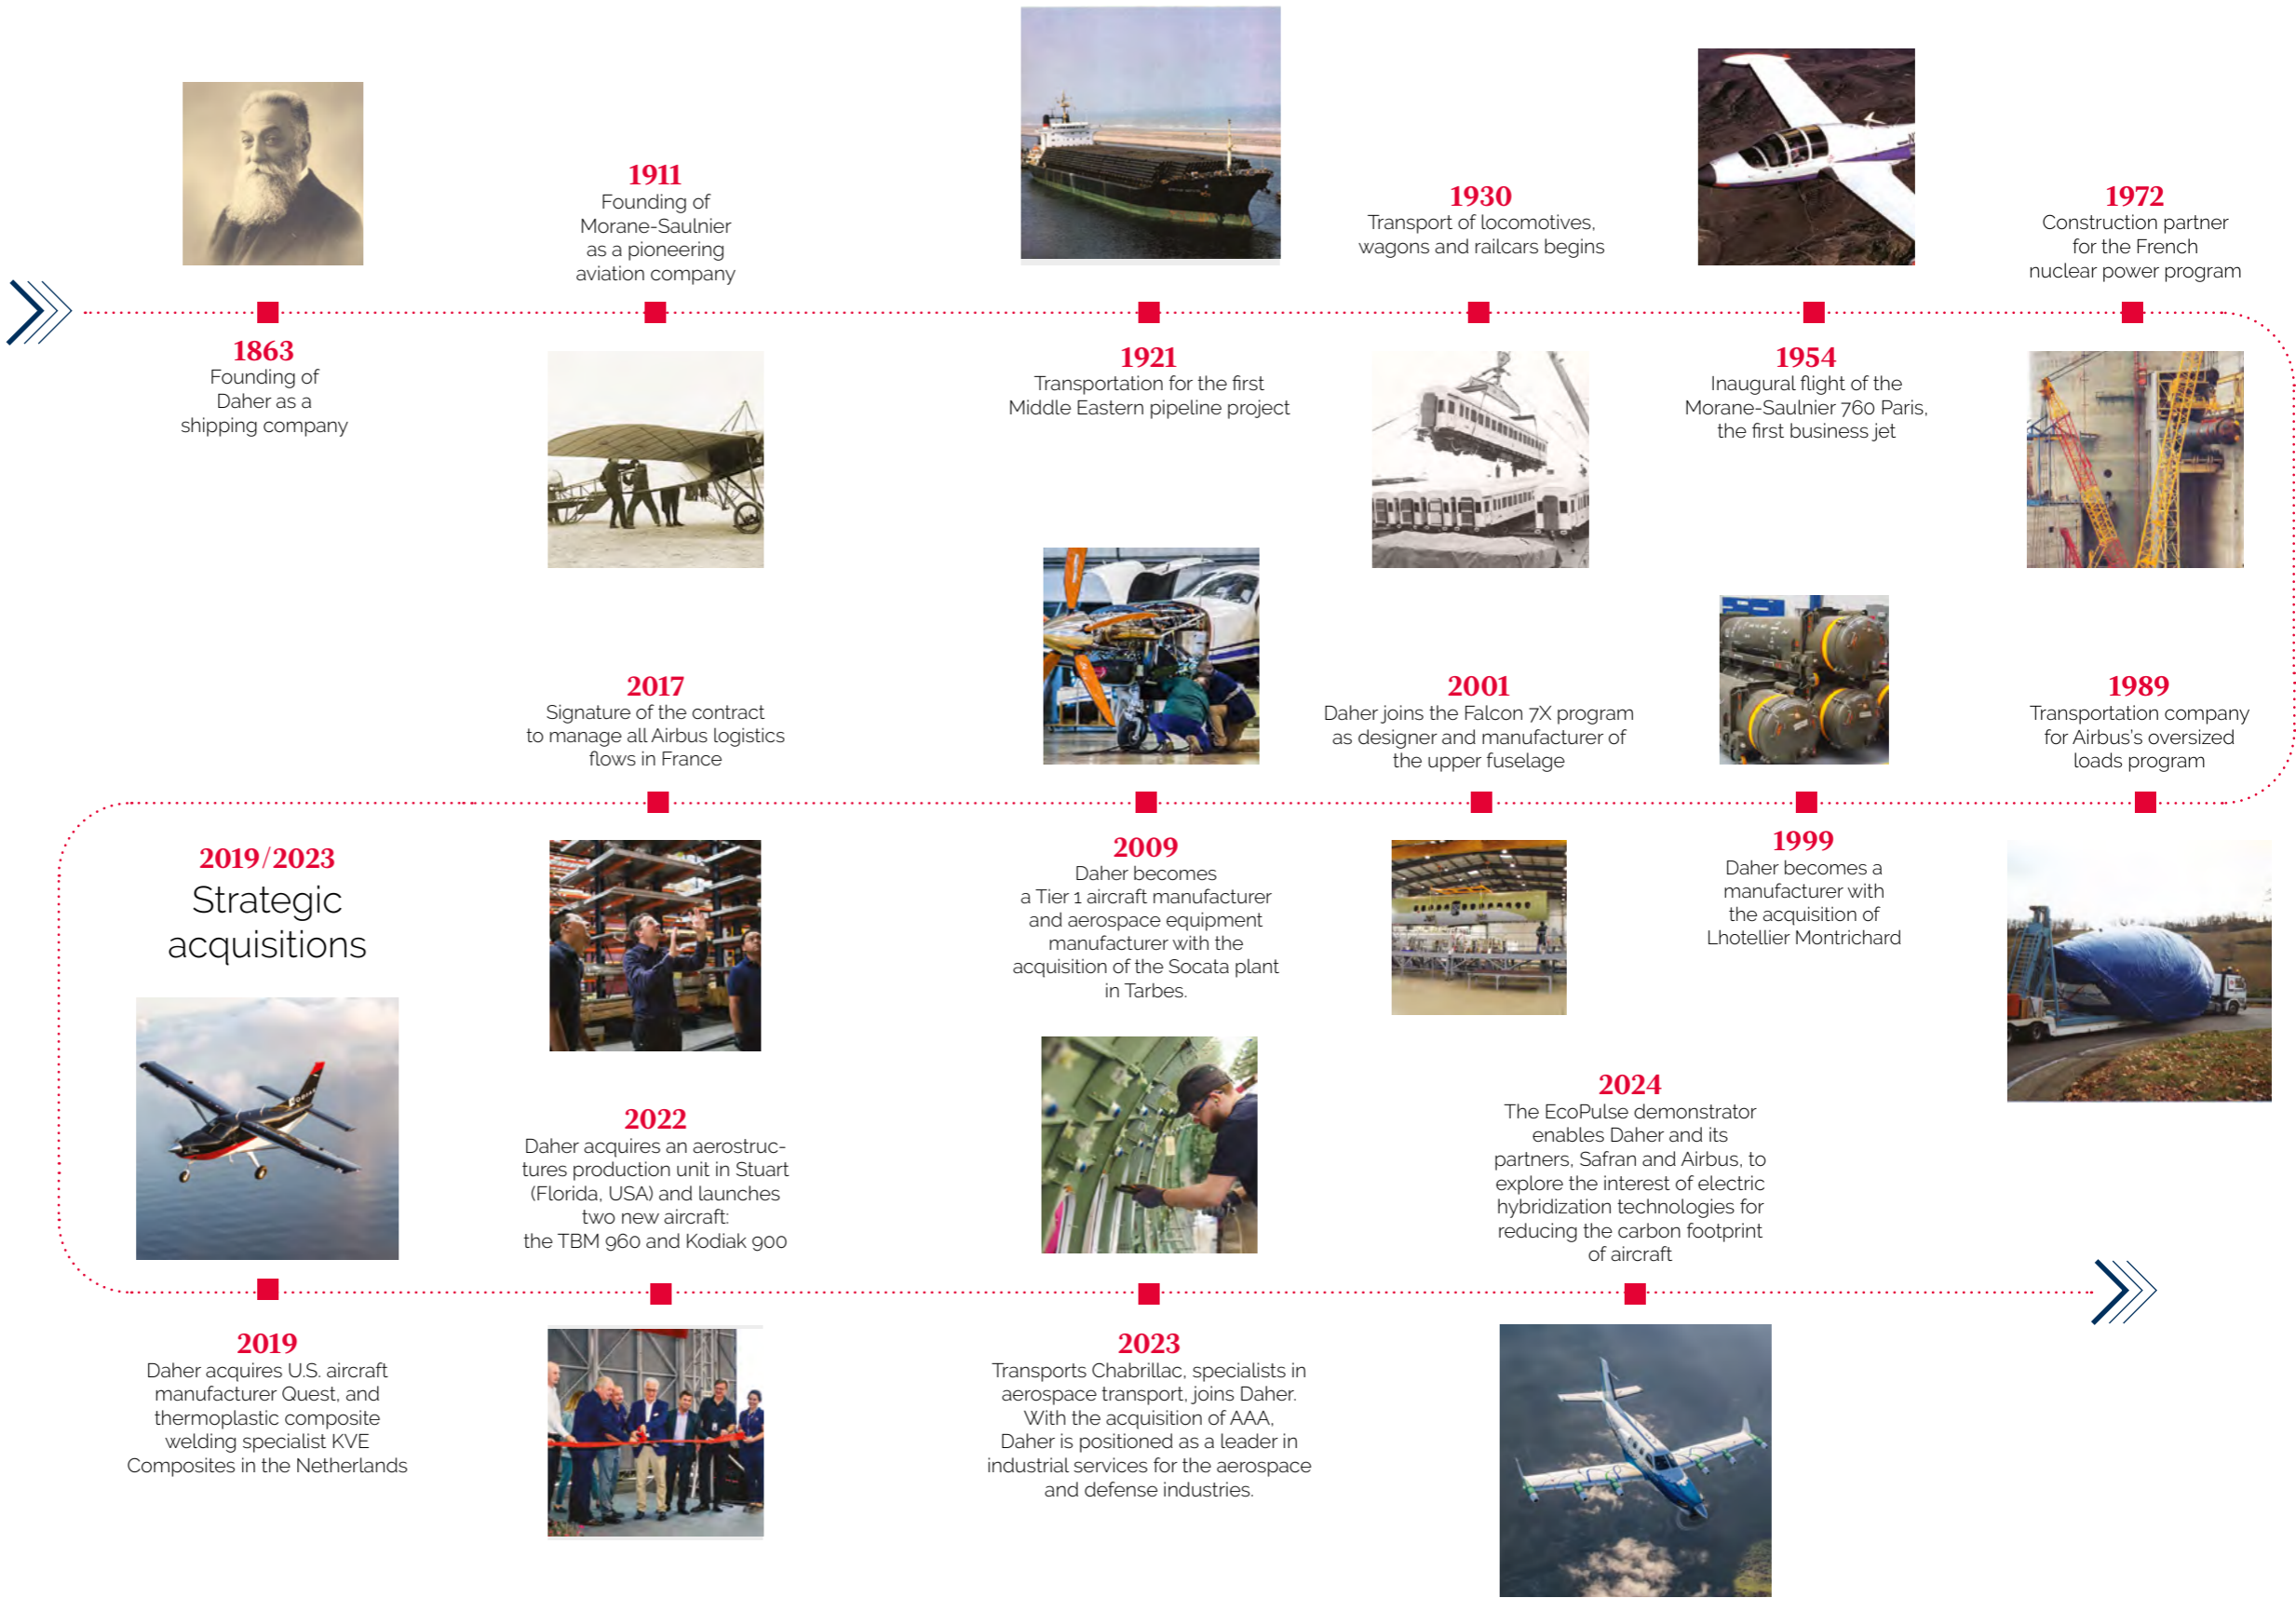 1863
Founding of
Daher as a
shipping company
1911
Founding of
Morane-Saulnier
as a pioneering
aviation company
1921
Transportation for the first
Middle Eastern pipeline project
1930
Transport of locomotives,
wagons and railcars begins
1954
Inaugural flight of the
Morane-Saulnier 760 Paris,
the first business jet
1972
Construction partner
for the French
nuclear power program
1989
Transportation company
for Airbus's oversized
loads program
1999
Daher becomes a
manufacturer with
the acquisition of
Lhotellier Montrichard
2001
Daher joins the Falcon 7X program
as designer and manufacturer of
the upper fuselage
2009
Daher becomes
a Tier 1 aircraft manufacturer
and aerospace equipment
manufacturer with the
acquisition of the Socata plant
in Tarbes.
2017
Signature of the contract
to manage all Airbus logistics
flows in France
2019/2023
Strategic
acquisitions
2019
Daher acquires U.S. aircraft
manufacturer Quest, and
thermoplastic composite
welding specialist KVE
Composites in the Netherlands
2022
Daher acquires an aerostruc-
tures production unit in Stuart
(Florida, USA) and launches
two new aircraft:
the TBM 960 and Kodiak 900
2023
Transports Chabrillac, specialists in
aerospace transport, joins Daher.
With the acquisition of AAA,
Daher is positioned as a leader in
industrial services for the aerospace
and defense industries.
2024
The EcoPulse demonstrator
enables Daher and its
partners, Safran and Airbus, to
explore the interest of electric
hybridization technologies for
reducing the carbon footprint
of aircraft